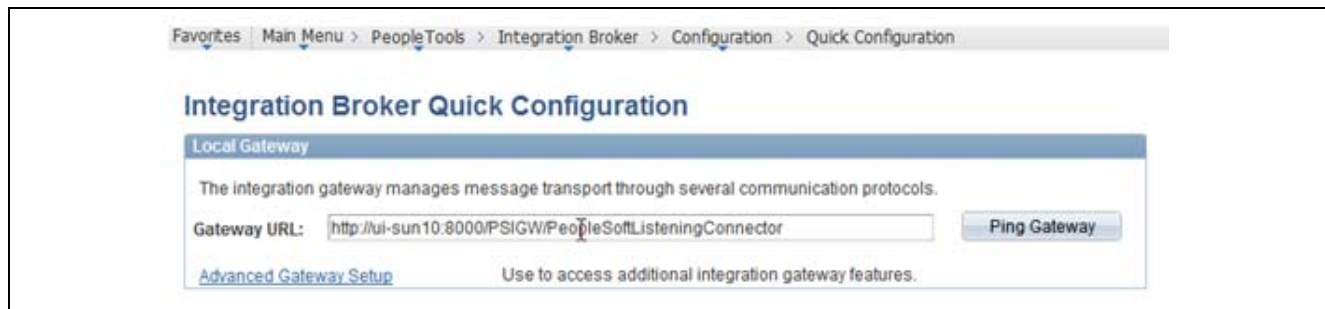 Favorites Main Menu > PeopleTools > Integration Broker > Configuration > Quick Configuration
Integration Broker Quick Configuration
Local Gateway
The integration gateway manages message transport through several communication protocols.
Gateway URL: http://ui-sun10:8000/PSIGW/PeopleSoftListeningConnector Ping Gateway
Advanced Gateway Setup Use to access additional integration gateway features.